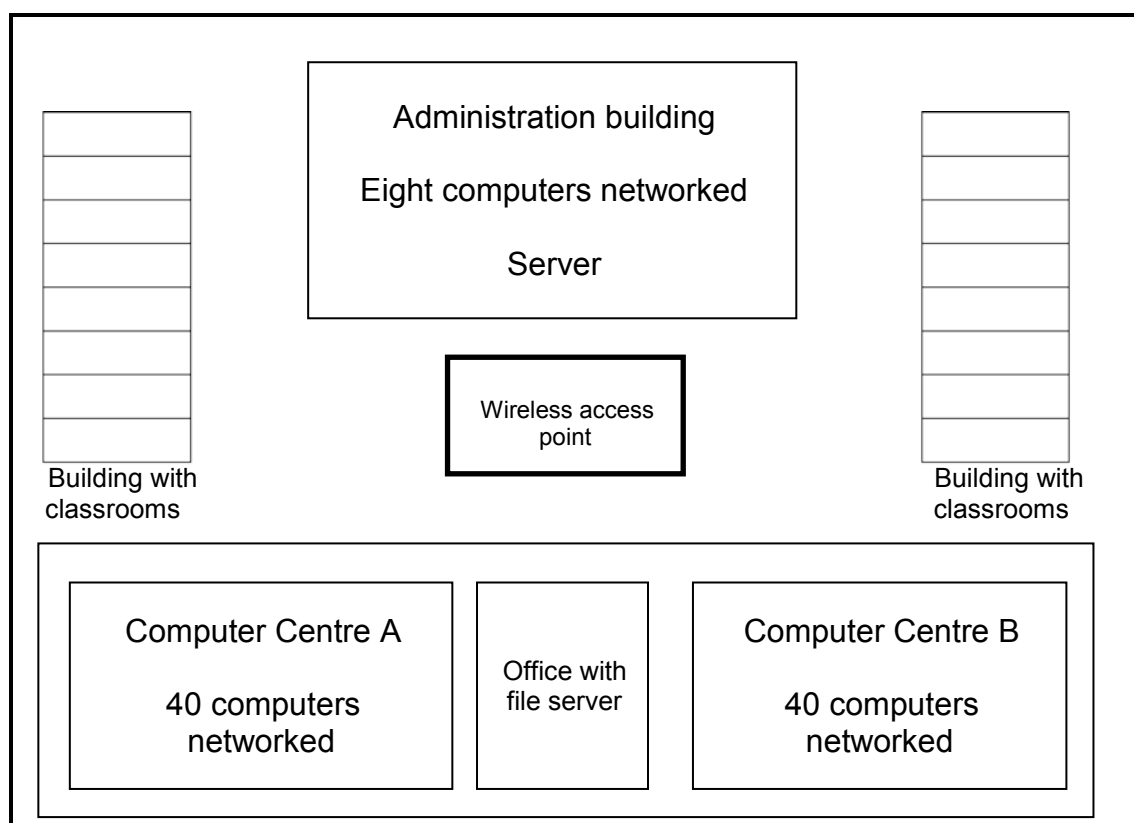 Administration building
Eight computers networked
Server
Wireless access
point
Building with
classrooms
Building with
classrooms
Computer Centre A
40 computers
networked
Office with
file server
Computer Centre B
40 computers
networked